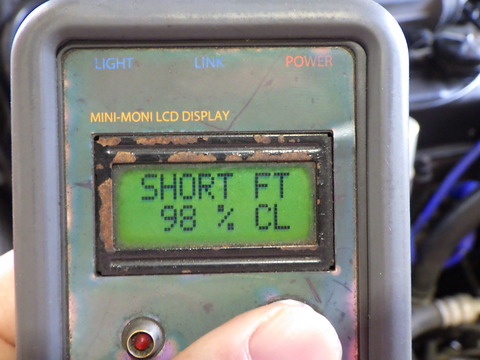 LIGHT LINK POWER
MINI-MONI LCD DISPLAY
SHORT FT
98 % CL